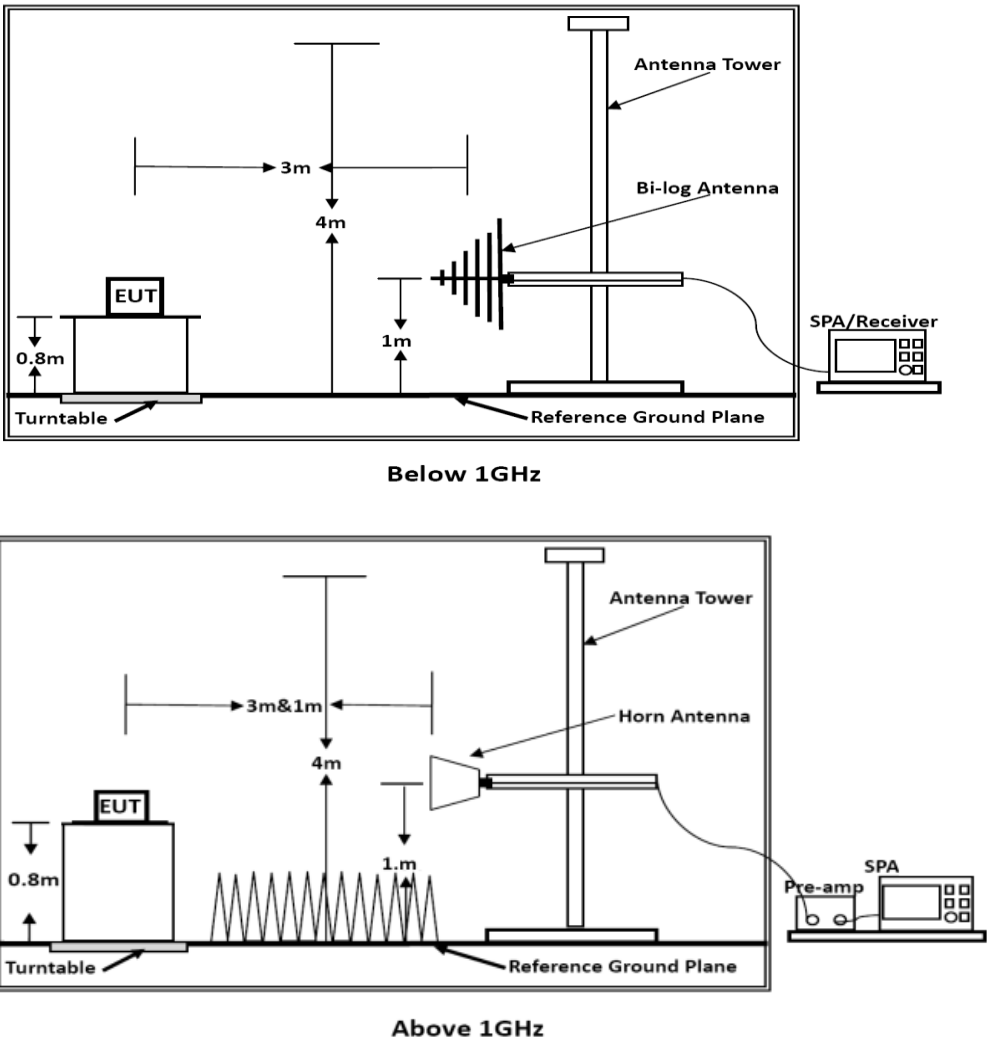 Antenna Tower
3m
Bi-log Antenna
4m
EUT
SPA/Receiver
1m
0.8m
Turntable
Reference Ground Plane
Below 1GHz
Antenna Tower
3m&1m
Horn Antenna
4m
EUT
1.m
SPA
0.8m
Pre-amp
Turntable
Reference Ground Plane
Above 1GHz